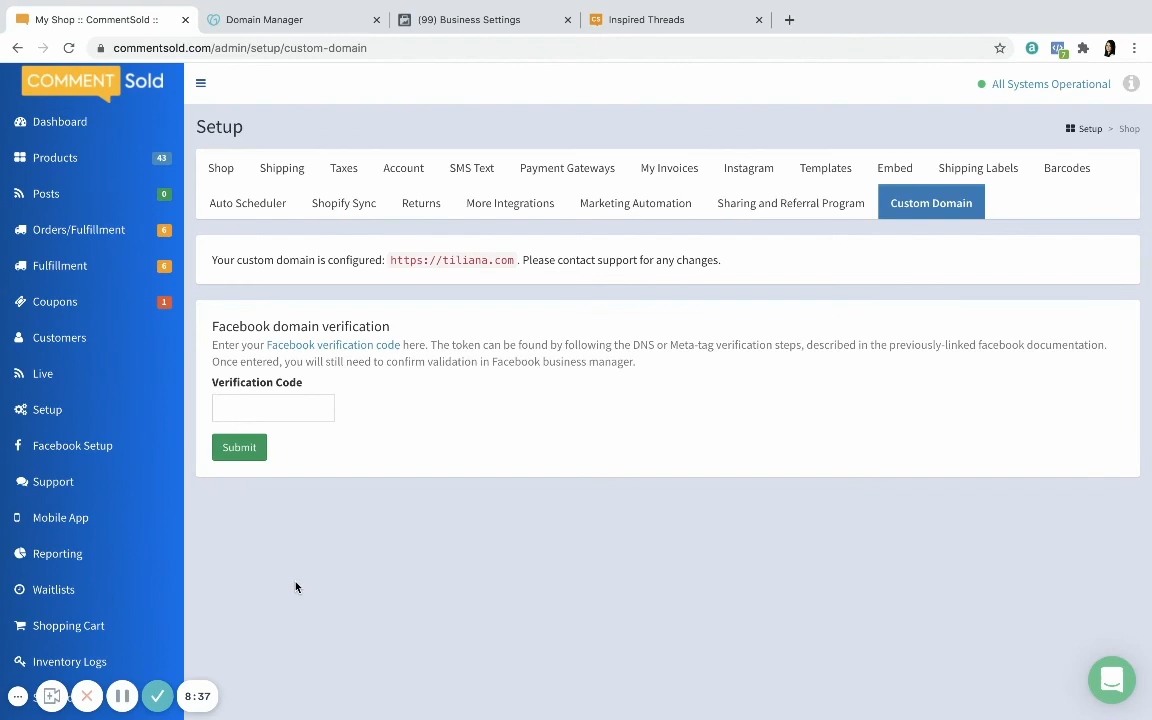 My Shop :: CommentSold ::
Domain Manager
(99) Business Settings
CS Inspired Threads
commentsold.com/admin/setup/custom-domain
7
COMMENT Sold
All Systems Operational
Dashboard
Products 43
Posts 0
Orders/Fulfillment 6
Fulfillment 6
Coupons 1
Customers
Live
Setup
Facebook Setup
Support
Mobile App
Reporting
Waitlists
Shopping Cart
Inventory Logs
8:37
Setup
Setup > Shop
Shop Shipping Taxes Account SMS Text Payment Gateways My Invoices Instagram Templates Embed Shipping Labels Barcodes
Auto Scheduler Shopify Sync Returns More Integrations Marketing Automation Sharing and Referral Program Custom Domain
Your custom domain is configured: https://tiliana.com . Please contact support for any changes.
Facebook domain verification
Enter your Facebook verification code here. The token can be found by following the DNS or Meta-tag verification steps, described in the previously-linked facebook documentation.
Once entered, you will still need to confirm validation in Facebook business manager.
Verification Code
Submit